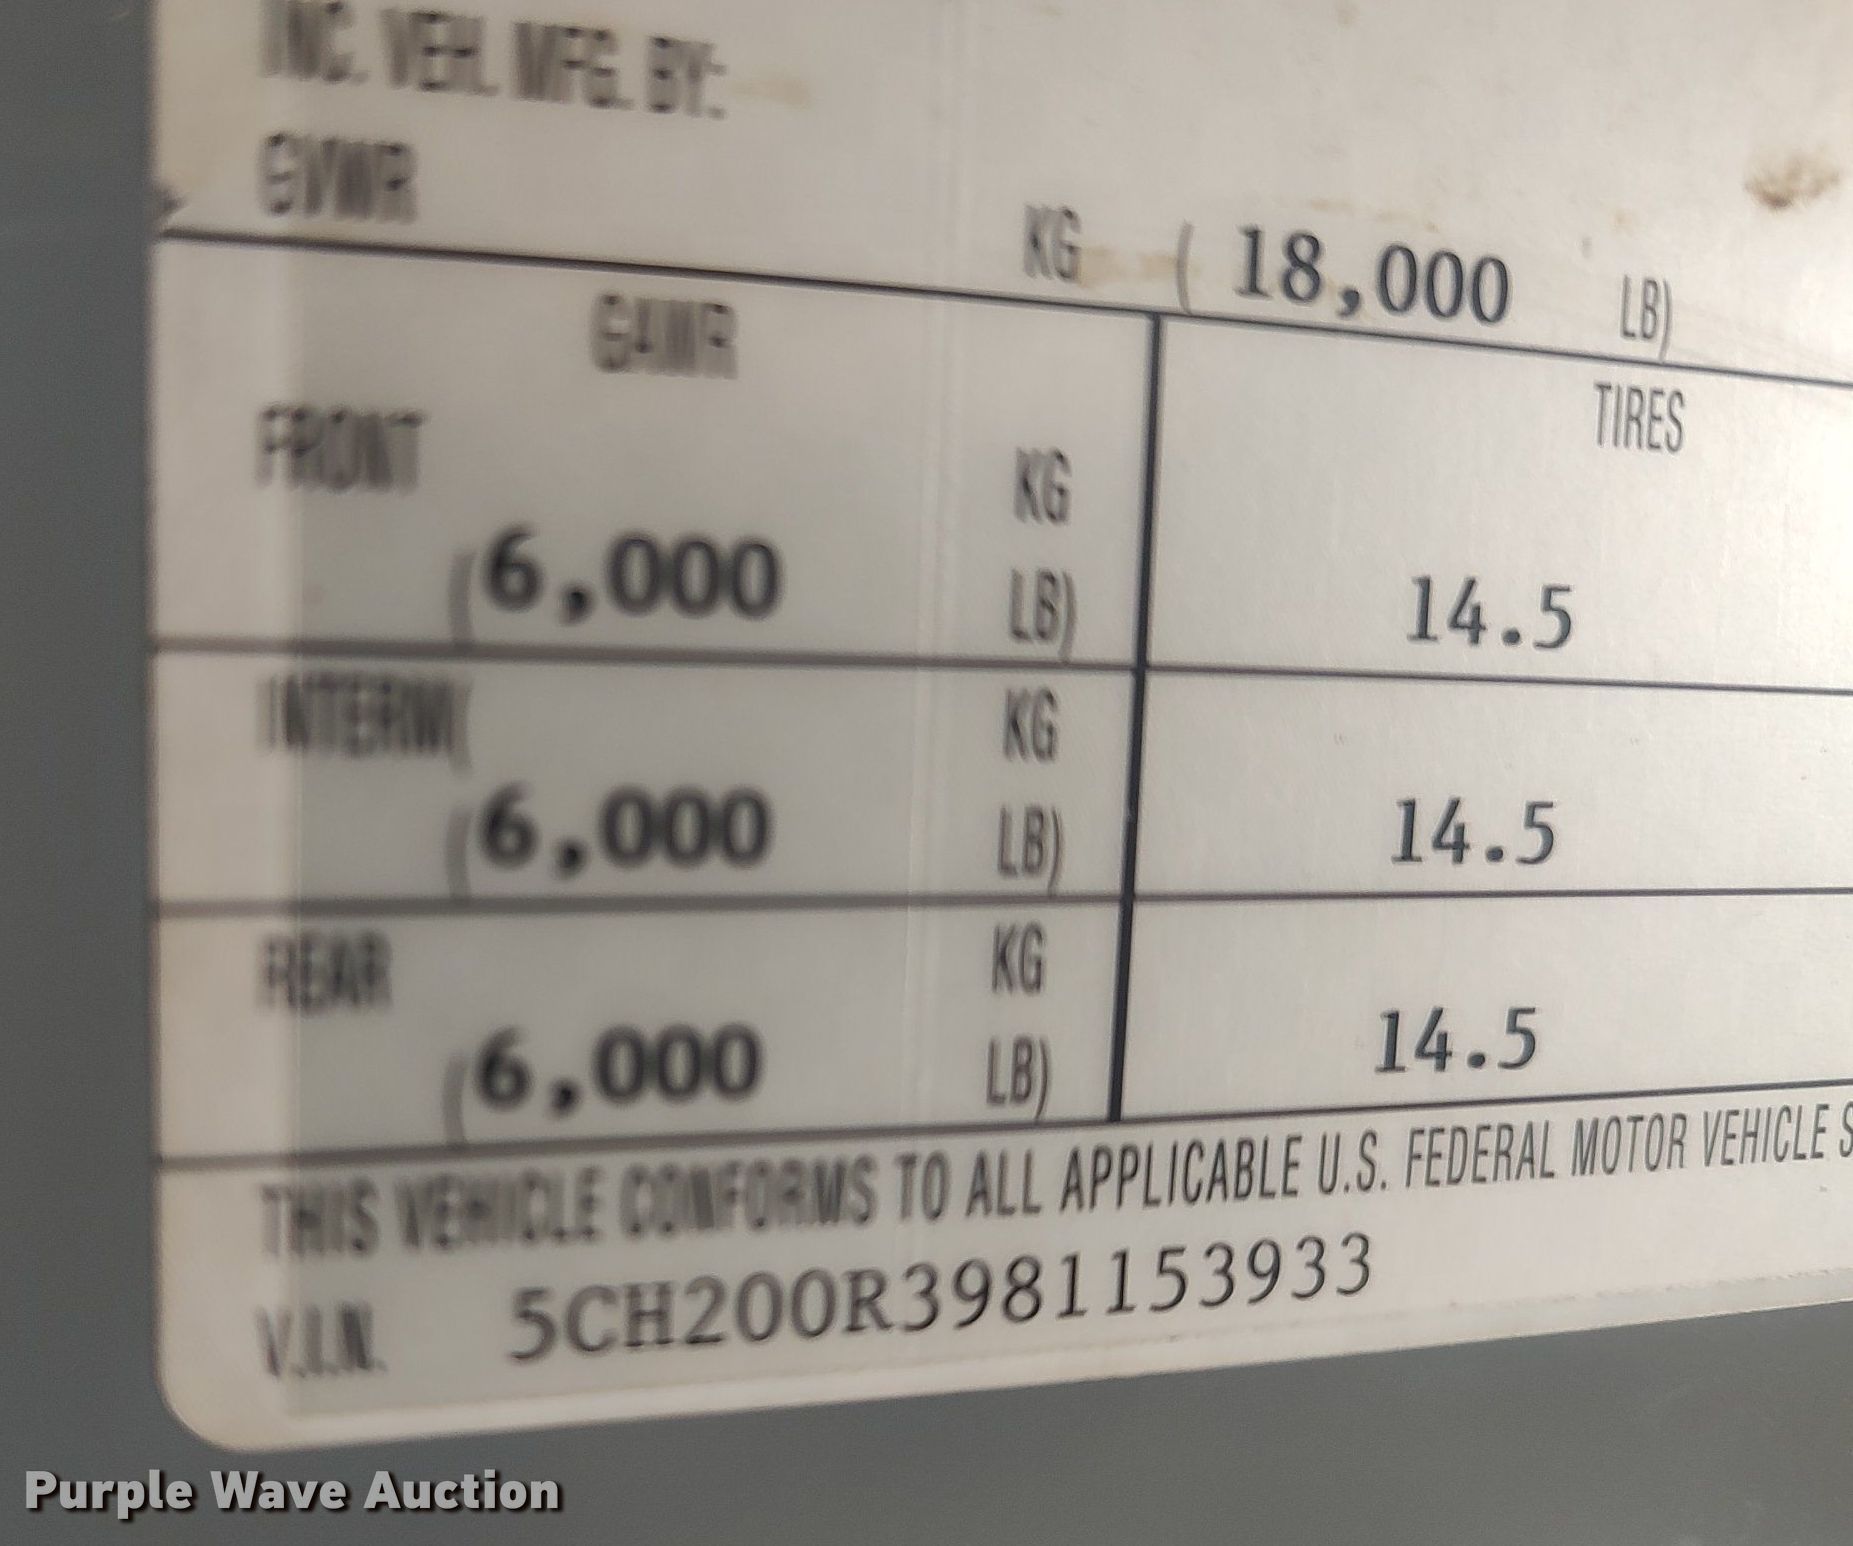 INC. VEH. MFG. BY:
GVWR KG ( 18,000 LB)
GAWR TIRES
FRONT KG
(6,000 LB) 14.5
INTERM( KG
(6,000 LB) 14.5
REAR KG
(6,000 LB) 14.5
THIS VEHICLE CONFORMS TO ALL APPLICABLE U.S. FEDERAL MOTOR VEHICLE S
V.I.N. 5CH200R3981153933
Purple Wave Auction